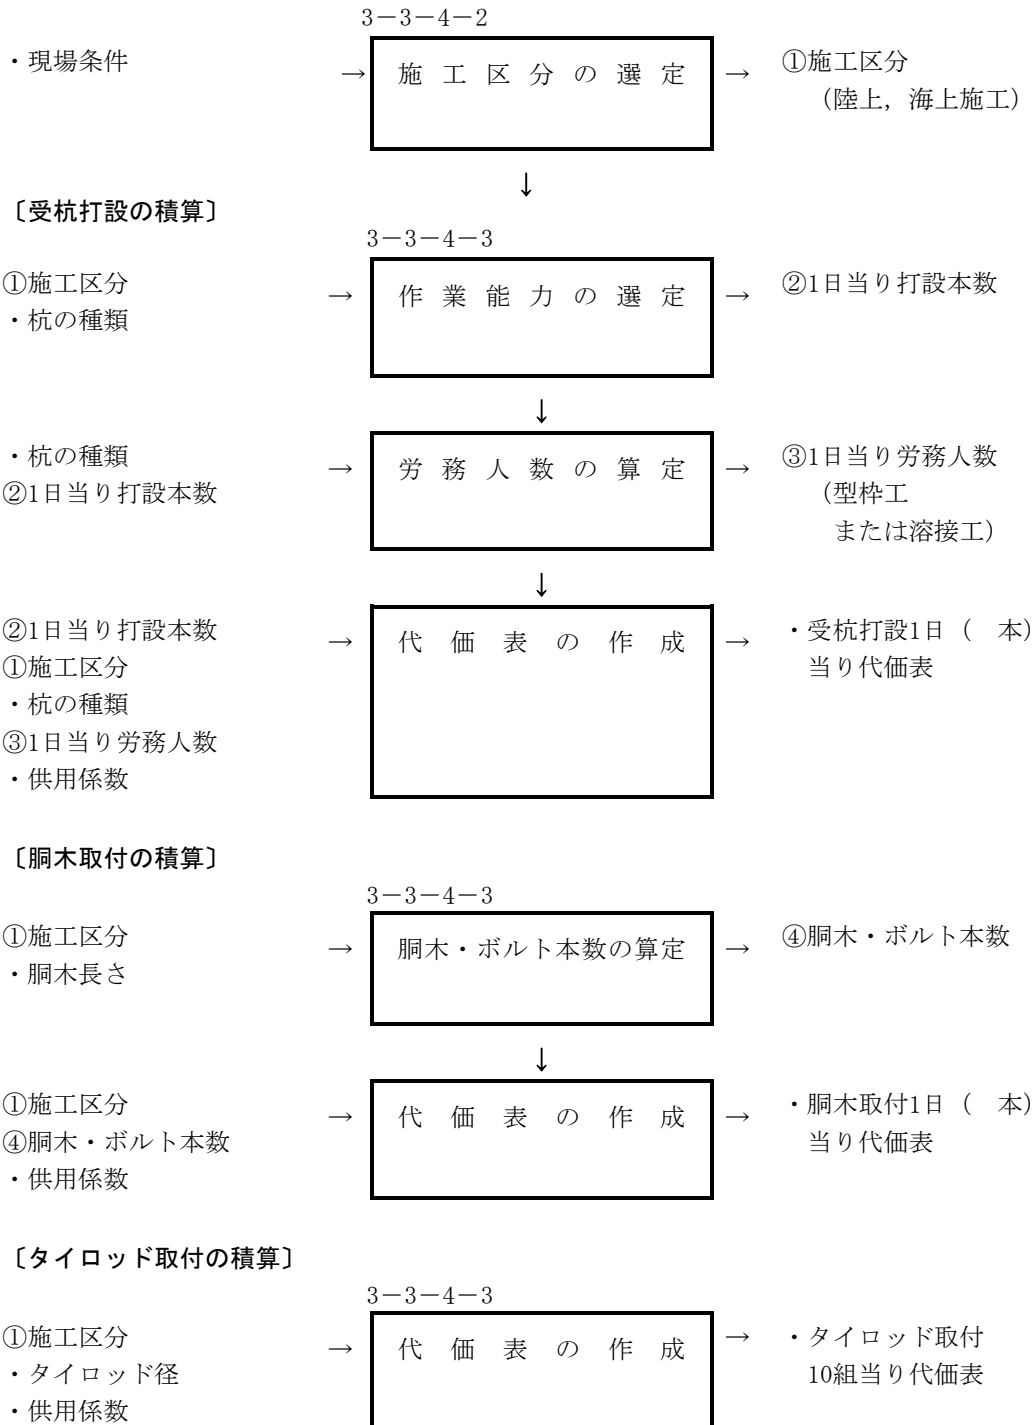 3－3－4－2
・現場条件
→
施工区分の選定
→
①施工区分
（陸上，海上施工）
↓
〔受杭打設の積算〕
3－3－4－3
①施工区分
・杭の種類
→
作業能力の選定
→
②1日当り打設本数
↓
・杭の種類
②1日当り打設本数
→
労務人数の算定
→
③1日当り労務人数
（型枠工
または溶接工）
↓
②1日当り打設本数
①施工区分
・杭の種類
③1日当り労務人数
・供用係数
→
代価表の作成
→
・受杭打設1日（　本）
当り代価表
〔胴木取付の積算〕
3－3－4－3
①施工区分
・胴木長さ
→
胴木・ボルト本数の算定
→
④胴木・ボルト本数
↓
①施工区分
④胴木・ボルト本数
・供用係数
→
代価表の作成
→
・胴木取付1日（　本）
当り代価表
〔タイロッド取付の積算〕
3－3－4－3
①施工区分
・タイロッド径
・供用係数
→
代価表の作成
→
・タイロッド取付
10組当り代価表